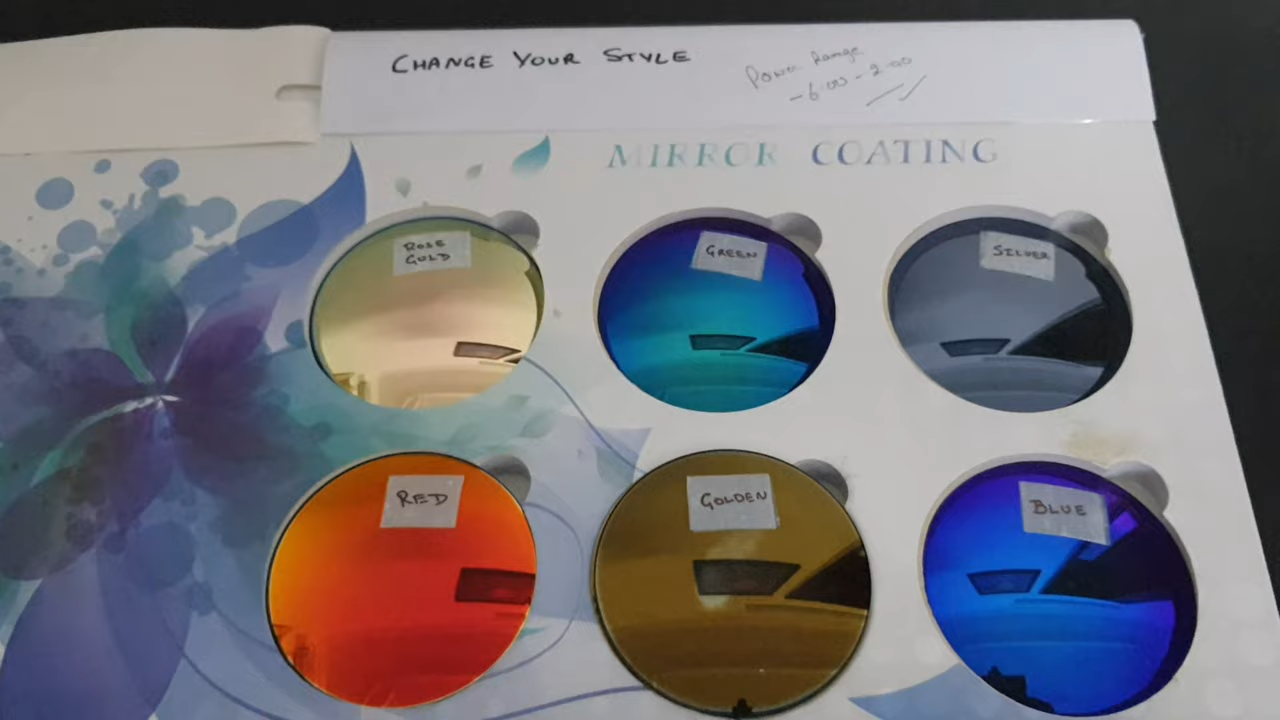 CHANGE YOUR STYLE
Power Range
-6.00 - 2.00
MIRROR COATING
ROSE
GOLD
GREEN
SILVER
RED
GOLDEN
BLUE